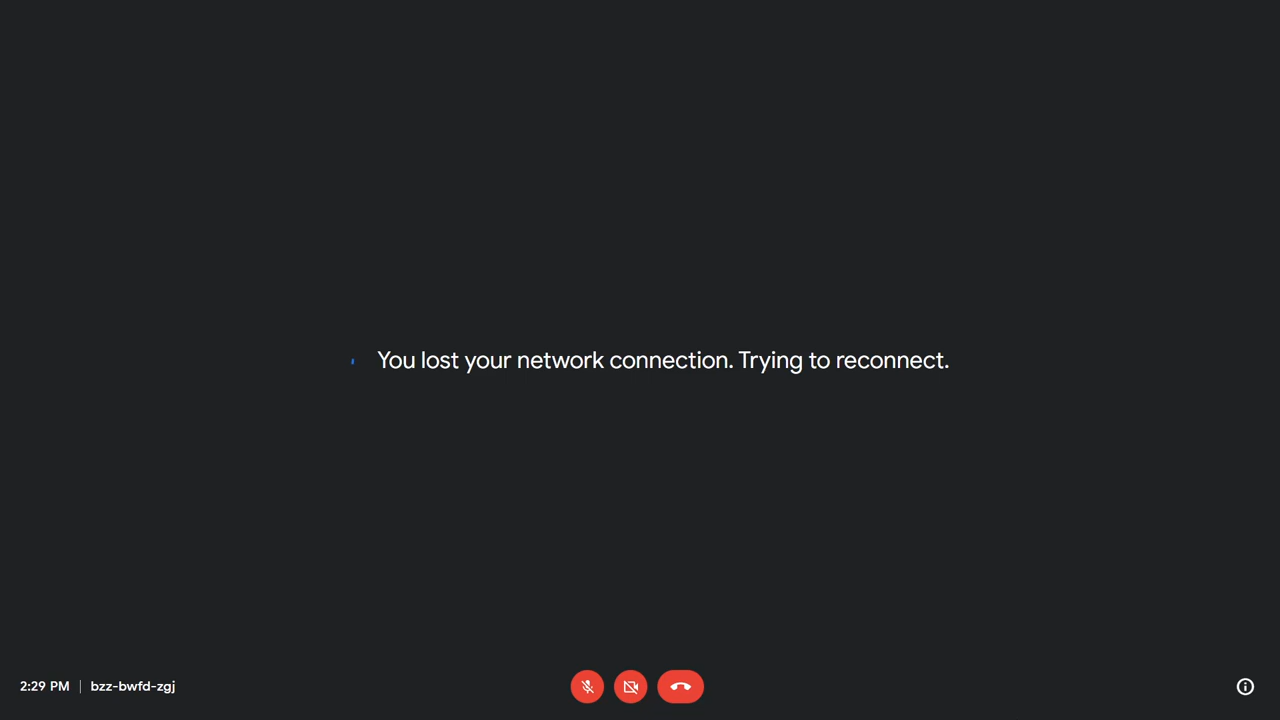 You lost your network connection. Trying to reconnect.
2:29 PM | bzz-bwfd-zgj